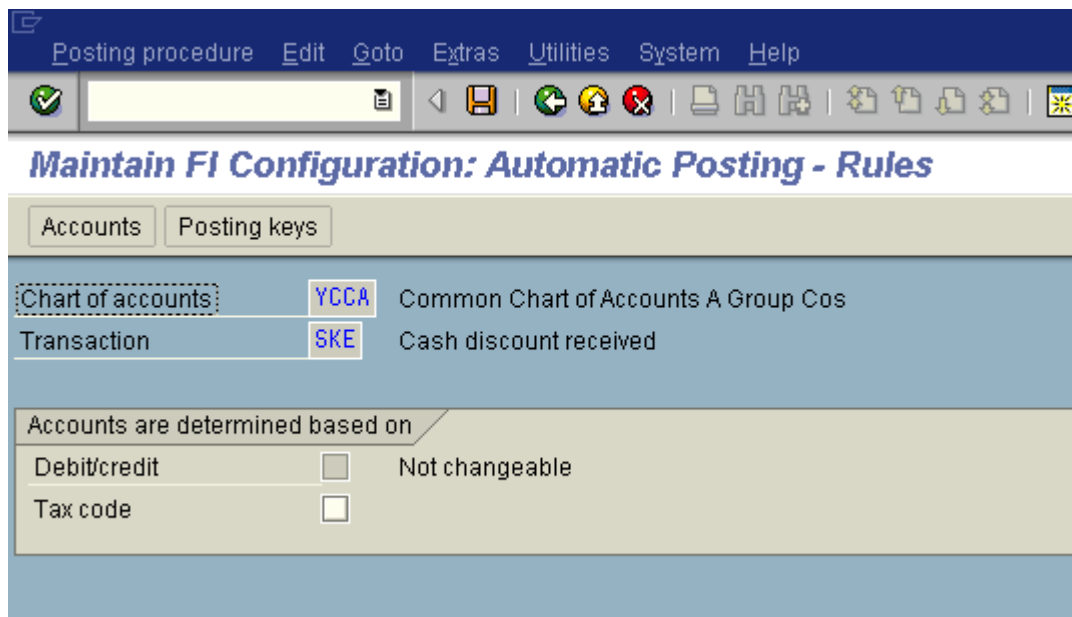 Posting procedure Edit Goto Extras Utilities System Help
Maintain FI Configuration: Automatic Posting - Rules
Accounts Posting keys
Chart of accounts YCCA Common Chart of Accounts A Group Cos
Transaction SKE Cash discount received
Accounts are determined based on
Debit/credit Not changeable
Tax code